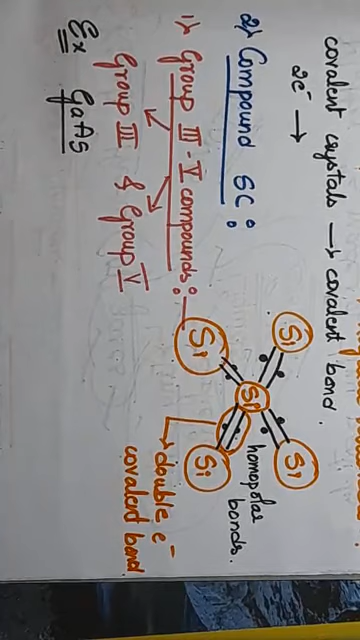 covalent crystals → covalent bond.
2e⁻ →
Si
Si
Si
Si
Si
homopolar
bonds.
double e⁻
covalent bond
2) Compound SC:
1) Group III - V compounds:
Group III & Group V
Ex GaAs